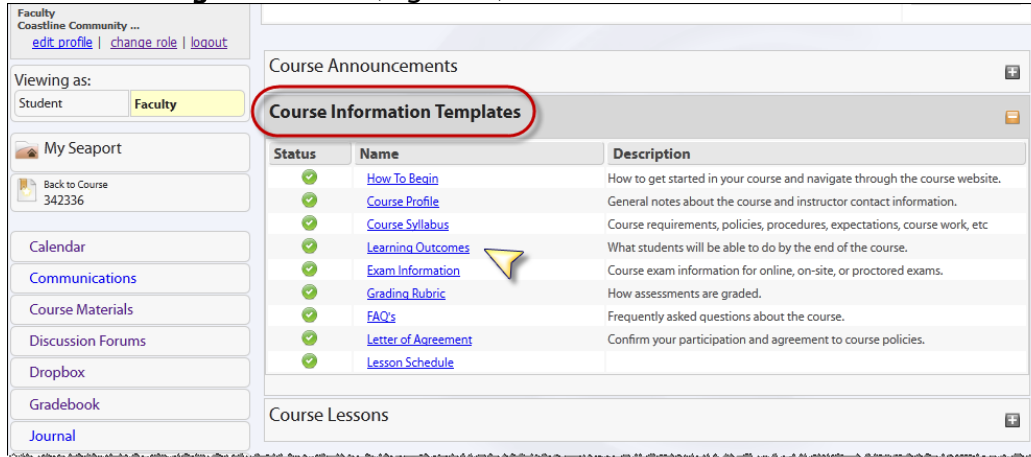 Faculty
Coastline Community ...
edit profile | change role | logout
Viewing as:
Student Faculty
My Seaport
Back to Course
342336
Calendar
Communications
Course Materials
Discussion Forums
Dropbox
Gradebook
Journal
Course Announcements
Course Information Templates
Status Name Description
How To Begin How to get started in your course and navigate through the course website.
Course Profile General notes about the course and instructor contact information.
Course Syllabus Course requirements, policies, procedures, expectations, course work, etc
Learning Outcomes What students will be able to do by the end of the course.
Exam Information Course exam information for online, on-site, or proctored exams.
Grading Rubric How assessments are graded.
FAQ's Frequently asked questions about the course.
Letter of Agreement Confirm your participation and agreement to course policies.
Lesson Schedule
Course Lessons